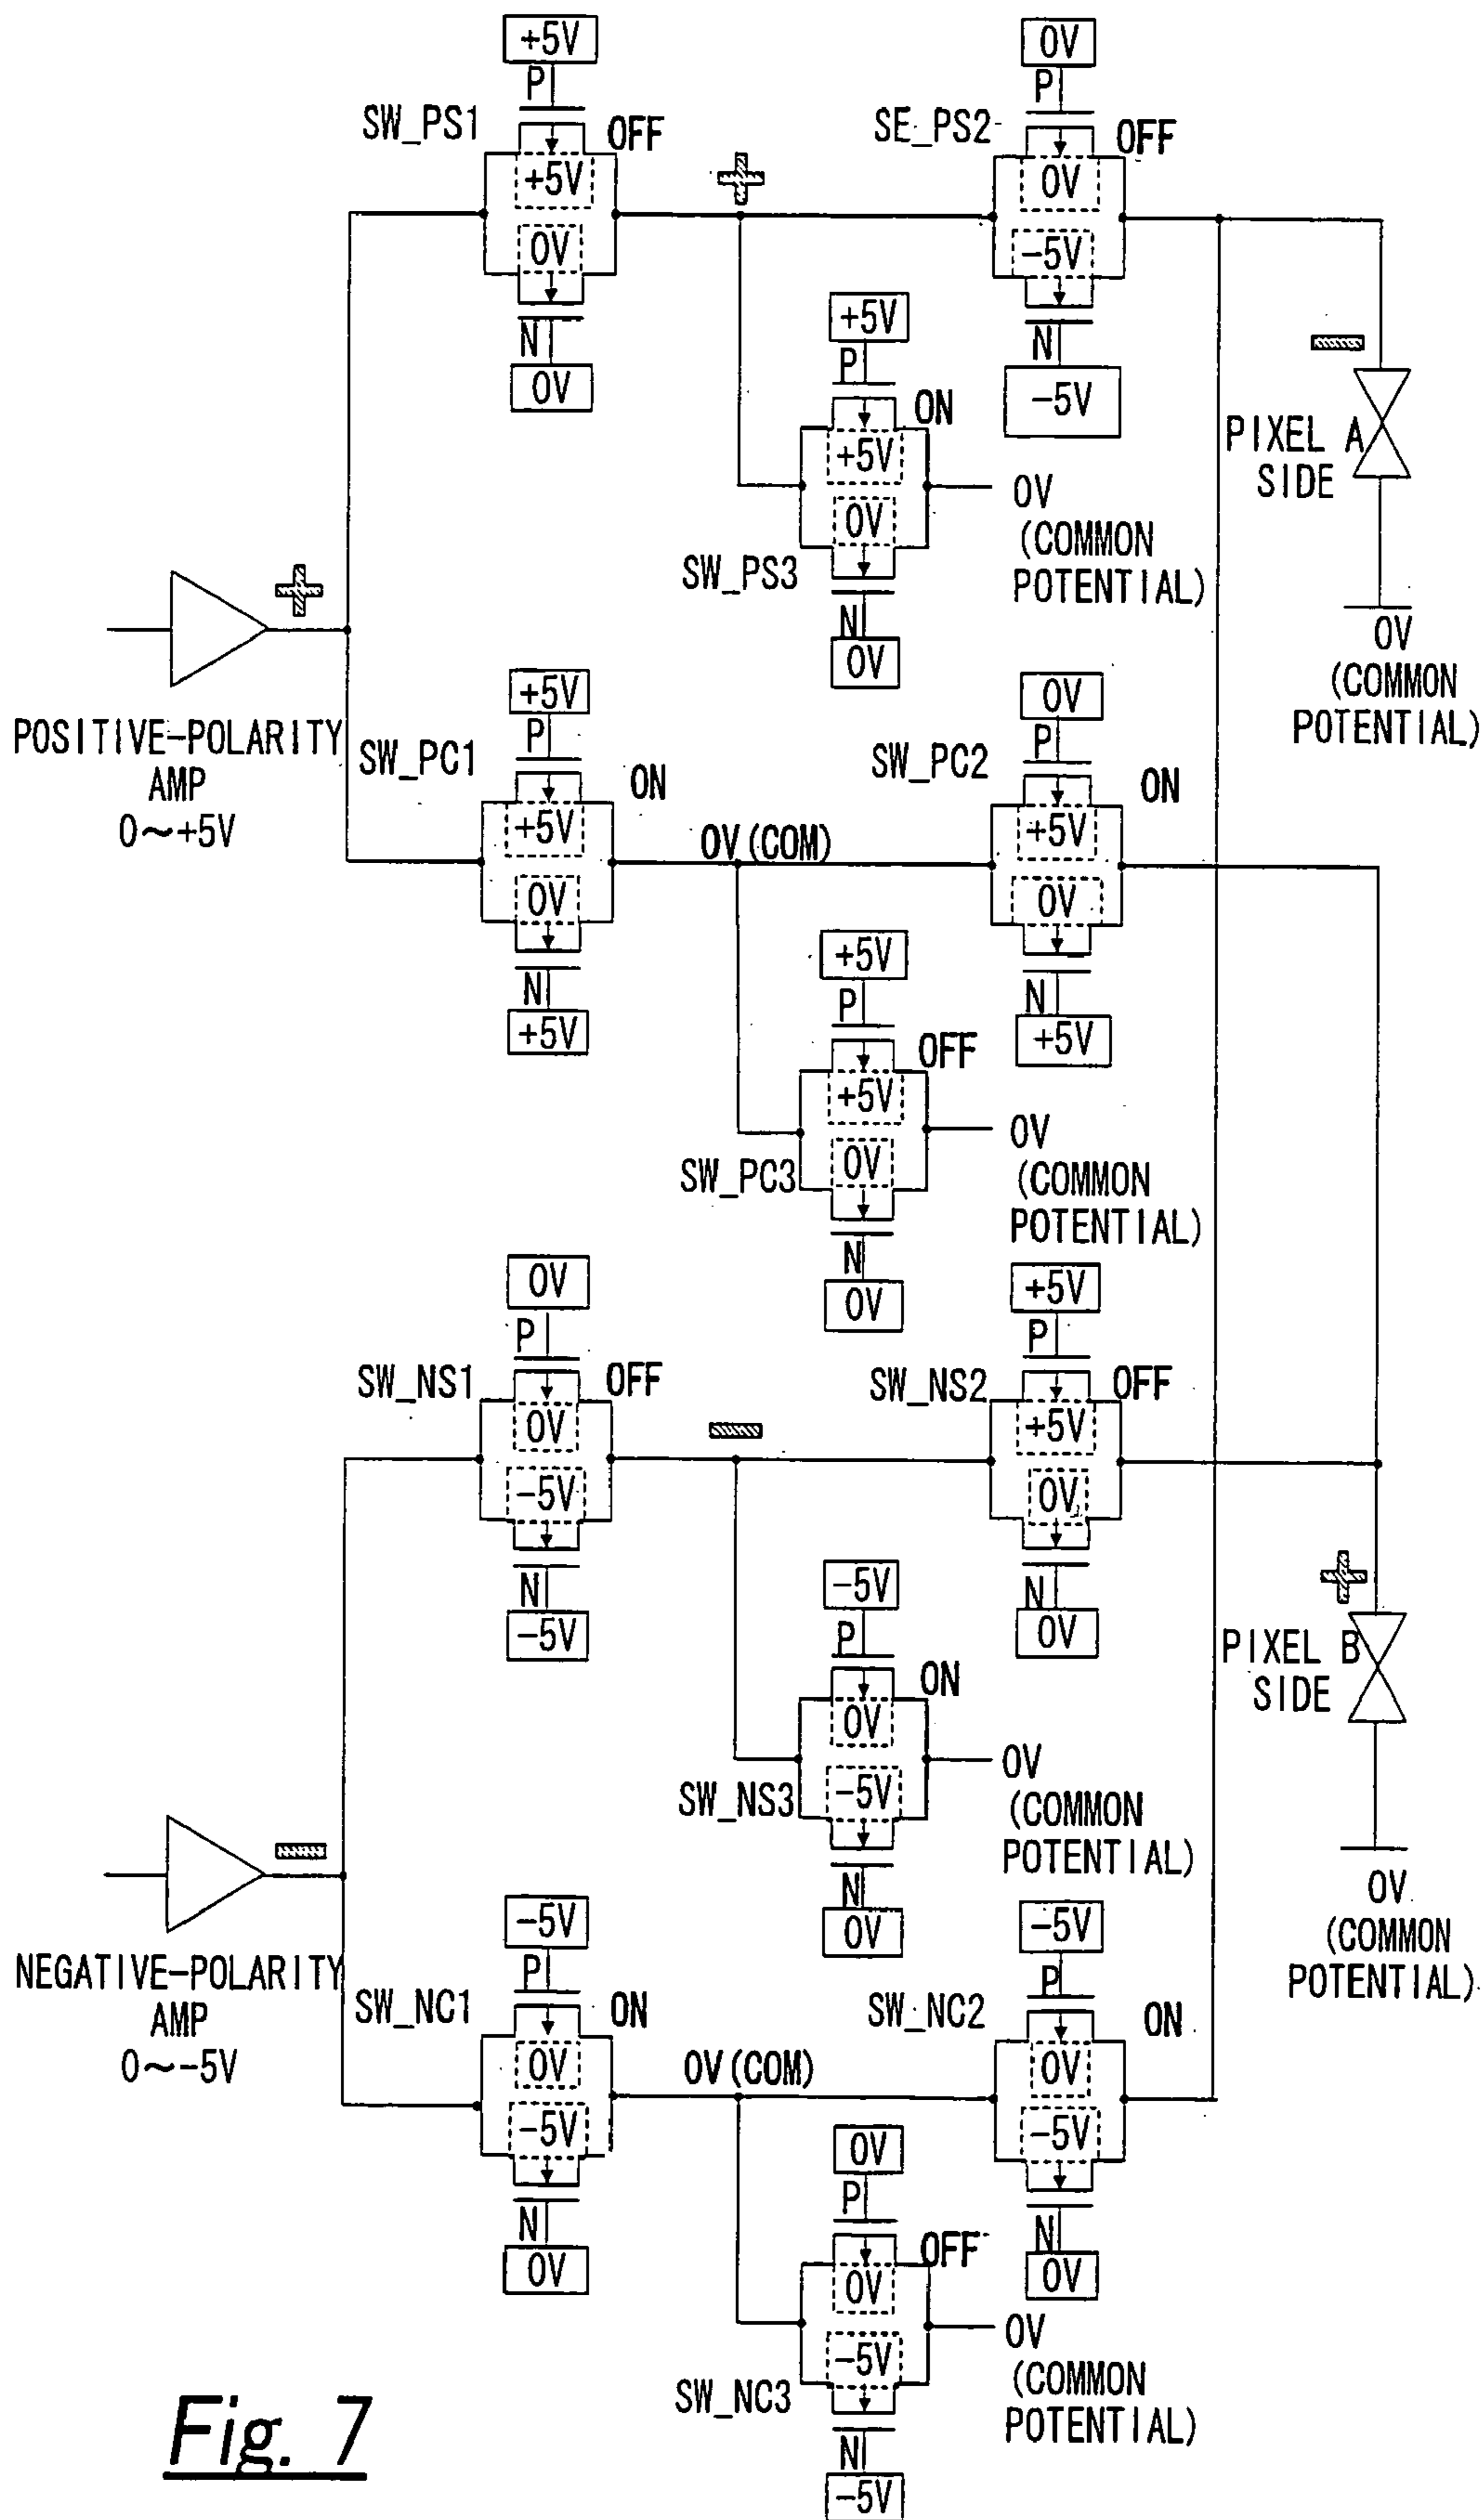 +5V
P
SW_PS1
OFF
+5V
0V
N
0V
+
0V
P
SE_PS2
OFF
0V
-5V
N
-5V
+5V
P
ON
+5V
0V
SW_PS3
N
0V
0V
(COMMON
POTENTIAL)
PIXEL A
SIDE
0V
(COMMON
POTENTIAL)
POSITIVE-POLARITY
AMP
0~+5V
+5V
P
SW_PC1
ON
+5V
0V
N
+5V
0V(COM)
0V
P
SW_PC2
ON
+5V
0V
N
+5V
+5V
P
OFF
+5V
0V
SW_PC3
N
0V
0V
(COMMON
POTENTIAL)
0V
P
SW_NS1
OFF
0V
-5V
N
-5V
+5V
P
SW_NS2
OFF
+5V
0V
N
0V
-5V
P
ON
0V
-5V
SW_NS3
N
0V
0V
(COMMON
POTENTIAL)
PIXEL B
SIDE
0V
(COMMON
POTENTIAL)
NEGATIVE-POLARITY
AMP
0~-5V
-5V
P
SW_NC1
ON
0V
-5V
N
0V
0V(COM)
-5V
P
SW_NC2
ON
0V
-5V
N
0V
0V
P
OFF
0V
-5V
SW_NC3
N
-5V
0V
(COMMON
POTENTIAL)
Fig. 7